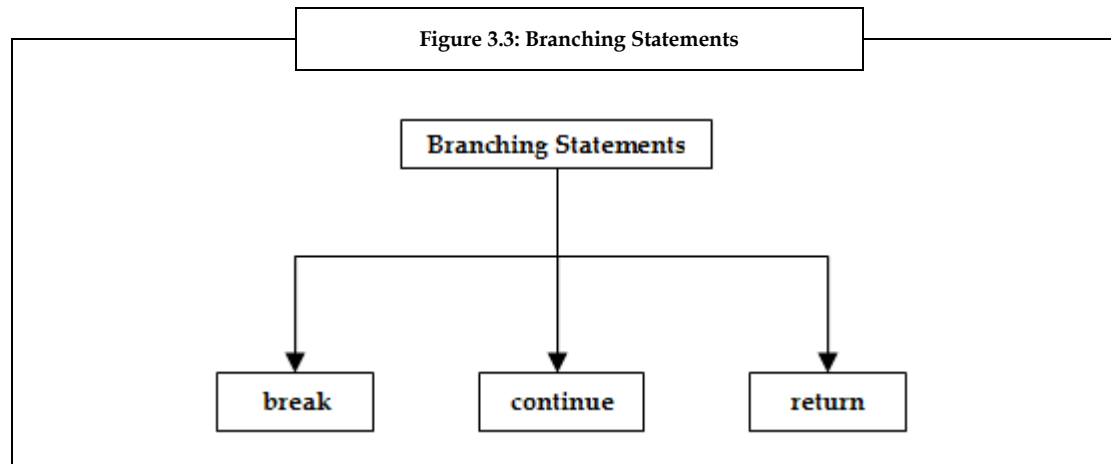 Figure 3.3: Branching Statements
Branching Statements
break
continue
return